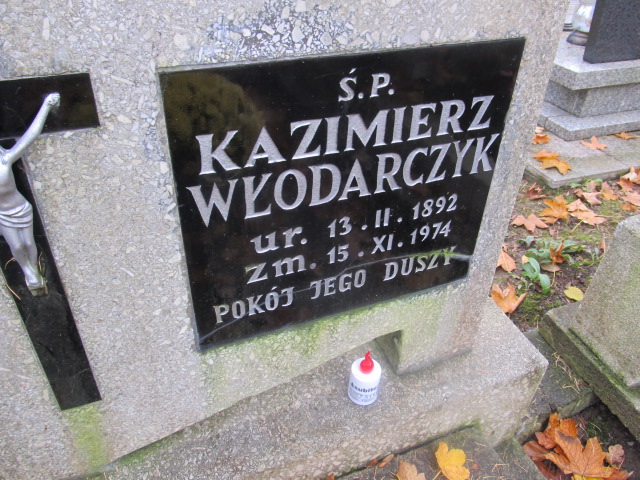 Ś.P.
KAZIMIERZ
WŁODARCZYK
ur. 13. II. 1892
zm. 15. XI. 1974
POKÓJ JEGO DUSZY